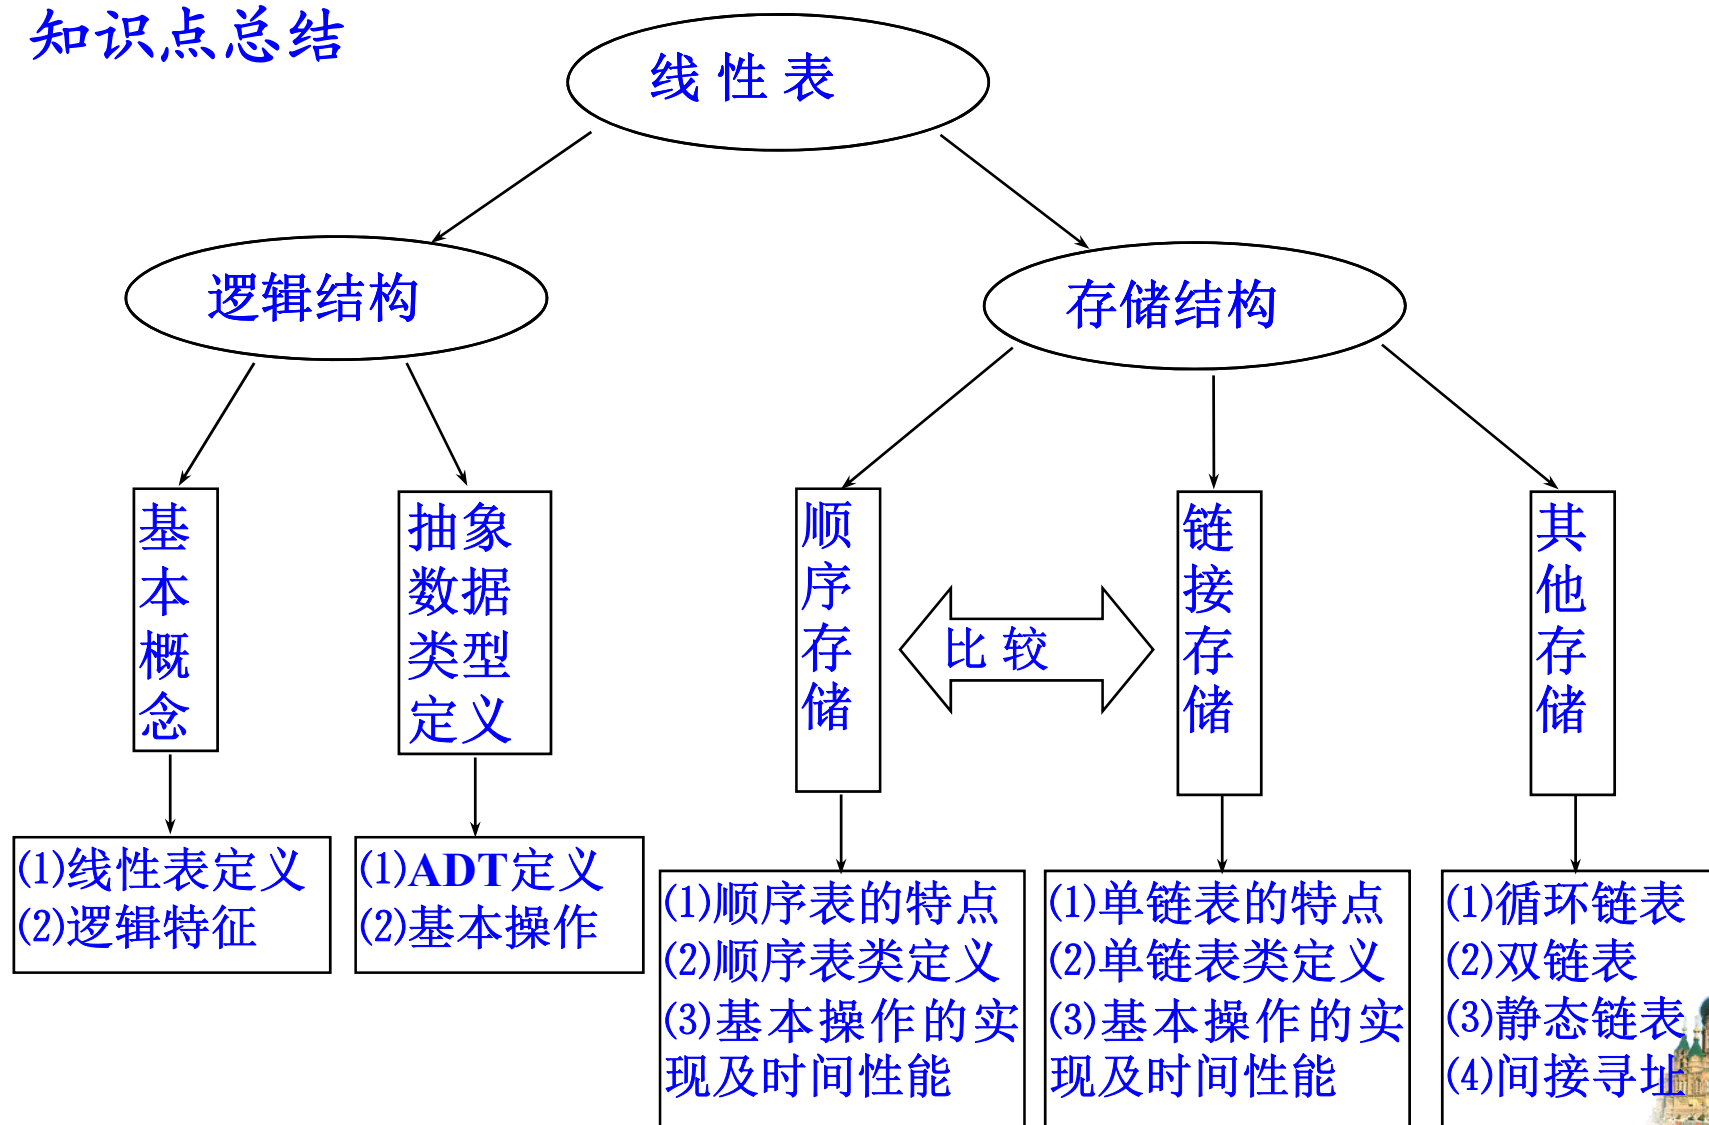 知识点总结
线性表
逻辑结构
存储结构
基
本
概
念
抽象
数据
类型
定义
顺
序
存
储
比较
链
接
存
储
其
他
存
储
⑴线性表定义
⑵逻辑特征
⑴ADT定义
⑵基本操作
⑴顺序表的特点
⑵顺序表类定义
⑶基本操作的实
现及时间性能
⑴单链表的特点
⑵单链表类定义
⑶基本操作的实
现及时间性能
⑴循环链表
⑵双链表
⑶静态链表
⑷间接寻址